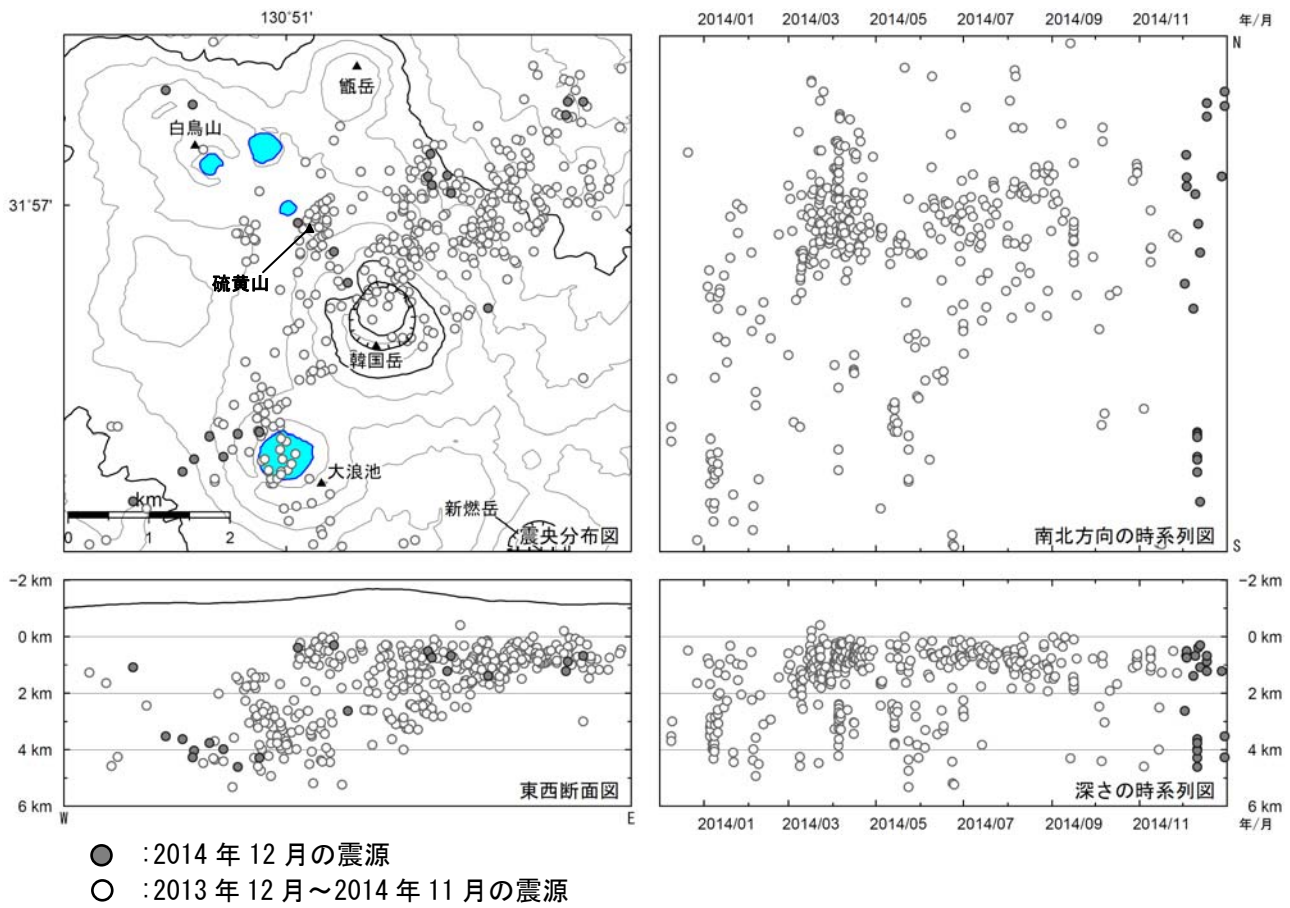 130°51'
甑岳
白鳥山
31°57'
硫黄山
韓国岳
大浪池
新燃岳
km
0 1 2
震央分布図
2014/01 2014/03 2014/05 2014/07 2014/09 2014/11 年/月
N
南北方向の時系列図
S
-2 km
0 km
2 km
4 km
6 km
東西断面図
W
E
-2 km
0 km
2 km
4 km
6 km
深さの時系列図
2014/01 2014/03 2014/05 2014/07 2014/09 2014/11 年/月
:2014 年 12 月の震源
:2013 年 12 月～2014 年 11 月の震源